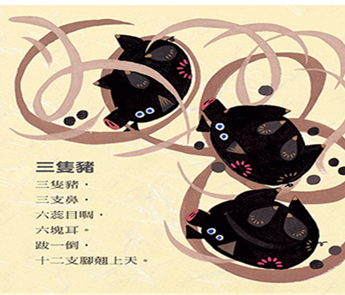 三隻豬
三隻豬，
三支鼻，
六蕊目睭，
六塊耳。
跋一倒，
十二支腳翹上天。